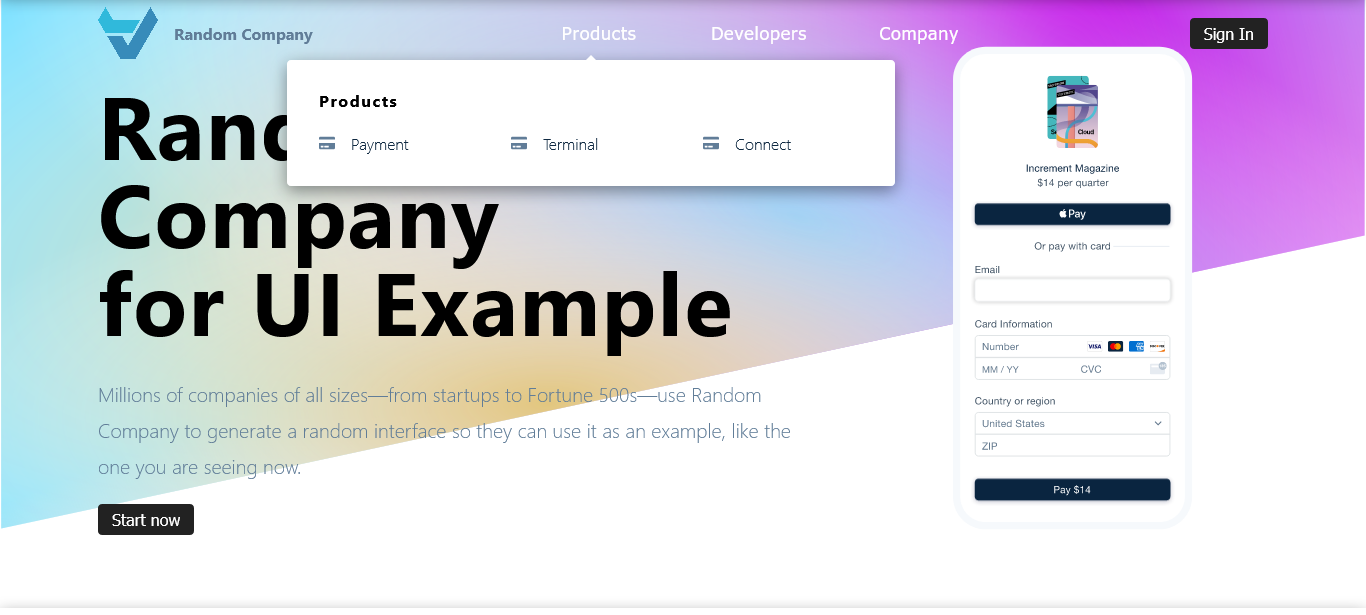 Random Company
Products
Developers
Company
Sign In
Products
Payment
Terminal
Connect
Company
for UI Example
Millions of companies of all sizes—from startups to Fortune 500s—use Random
Company to generate a random interface so they can use it as an example, like the
one you are seeing now.
Start now
Cloud
Increment Magazine
$14 per quarter
Pay
Or pay with card
Email
Card Information
Number
VISA
MM / YY
CVC
Country or region
United States
ZIP
Pay $14